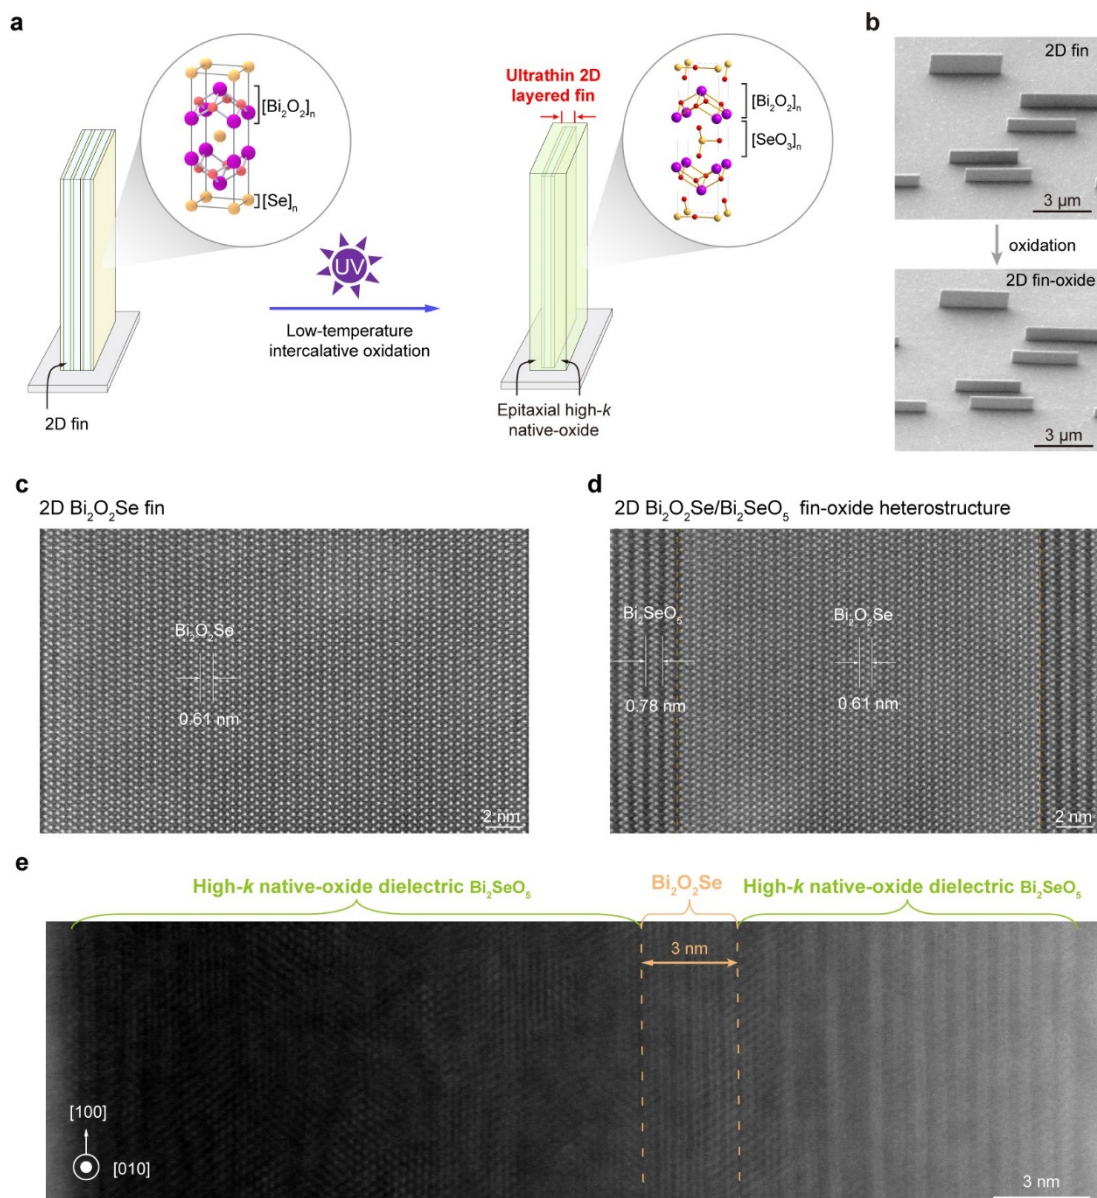 a
[Bi₂O₂]ₙ
[Se]ₙ
2D fin
UV
Low-temperature
intercalative oxidation
Ultrathin 2D
layered fin
[Bi₂O₂]ₙ
[SeO₃]ₙ
Epitaxial high-k
native-oxide
b
2D fin
3 μm
oxidation
2D fin-oxide
3 μm
c
2D Bi₂O₂Se fin
Bi₂O₂Se
0.61 nm
2 nm
d
2D Bi₂O₂Se/Bi₂SeO₅ fin-oxide heterostructure
Bi₂SeO₅
0.78 nm
Bi₂O₂Se
0.61 nm
2 nm
e
High-k native-oxide dielectric Bi₂SeO₅
Bi₂O₂Se
High-k native-oxide dielectric Bi₂SeO₅
3 nm
[100]
[010]
3 nm